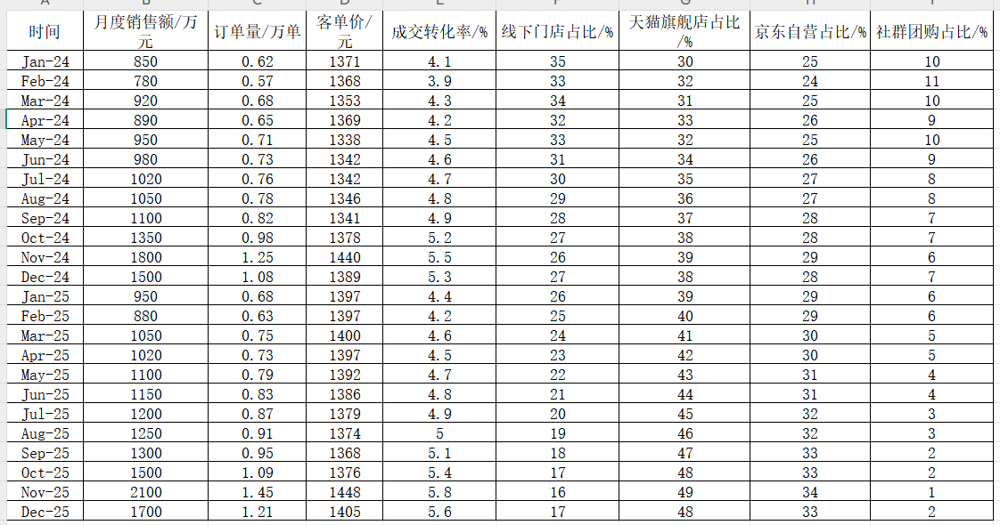 时间 月度销售额/万元 订单量/万单 客单价/元 成交转化率/% 线下门店占比/% 天猫旗舰店占比/% 京东自营占比/% 社群团购占比/%
Jan-24 850 0.62 1371 4.1 35 30 25 10
Feb-24 780 0.57 1368 3.9 33 32 24 11
Mar-24 920 0.68 1353 4.3 34 31 25 10
Apr-24 890 0.65 1369 4.2 32 33 26 9
May-24 950 0.71 1338 4.5 33 32 25 10
Jun-24 980 0.73 1342 4.6 31 34 26 9
Jul-24 1020 0.76 1342 4.7 30 35 27 8
Aug-24 1050 0.78 1346 4.8 29 36 27 8
Sep-24 1100 0.82 1341 4.9 28 37 28 7
Oct-24 1350 0.98 1378 5.2 27 38 28 7
Nov-24 1800 1.25 1440 5.5 26 39 29 6
Dec-24 1500 1.08 1389 5.3 27 38 28 7
Jan-25 950 0.68 1397 4.4 26 39 29 6
Feb-25 880 0.63 1397 4.2 25 40 29 6
Mar-25 1050 0.75 1400 4.6 24 41 30 5
Apr-25 1020 0.73 1397 4.5 23 42 30 5
May-25 1100 0.79 1392 4.7 22 43 31 4
Jun-25 1150 0.83 1386 4.8 21 44 31 4
Jul-25 1200 0.87 1379 4.9 20 45 32 3
Aug-25 1250 0.91 1374 5 19 46 32 3
Sep-25 1300 0.95 1368 5.1 18 47 33 2
Oct-25 1500 1.09 1376 5.4 17 48 33 2
Nov-25 2100 1.45 1448 5.8 16 49 34 1
Dec-25 1700 1.21 1405 5.6 17 48 33 2